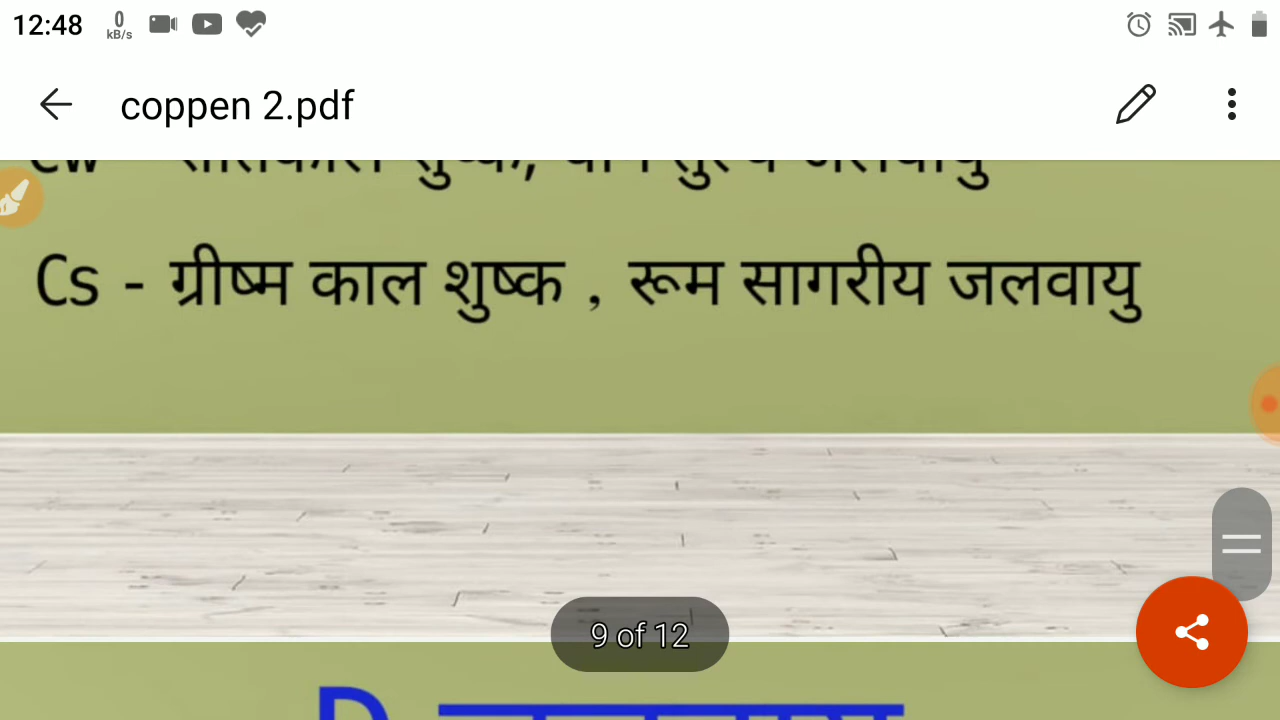 12:48 0 kB/s
coppen 2.pdf
Cs - ग्रीष्म काल शुष्क , रूम सागरीय जलवायु
9 of 12